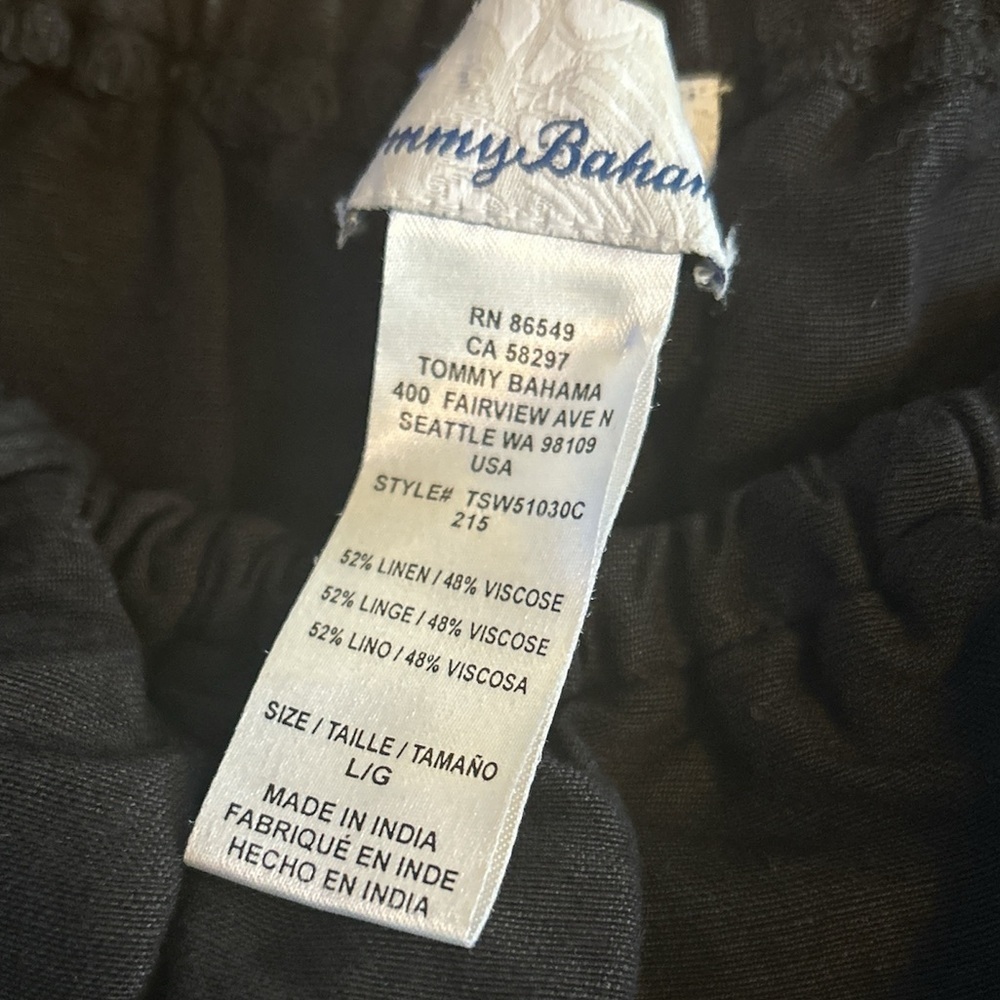 mmy Baham
RN 86549
CA 58297
TOMMY BAHAMA
400 FAIRVIEW AVE N
SEATTLE WA 98109
USA
STYLE# TSW51030C
215
52% LINEN / 48% VISCOSE
52% LINGE / 48% VISCOSE
52% LINO / 48% VISCOSA
SIZE / TAILLE / TAMAÑO
L/G
MADE IN INDIA
FABRIQUÉ EN INDE
HECHO EN INDIA